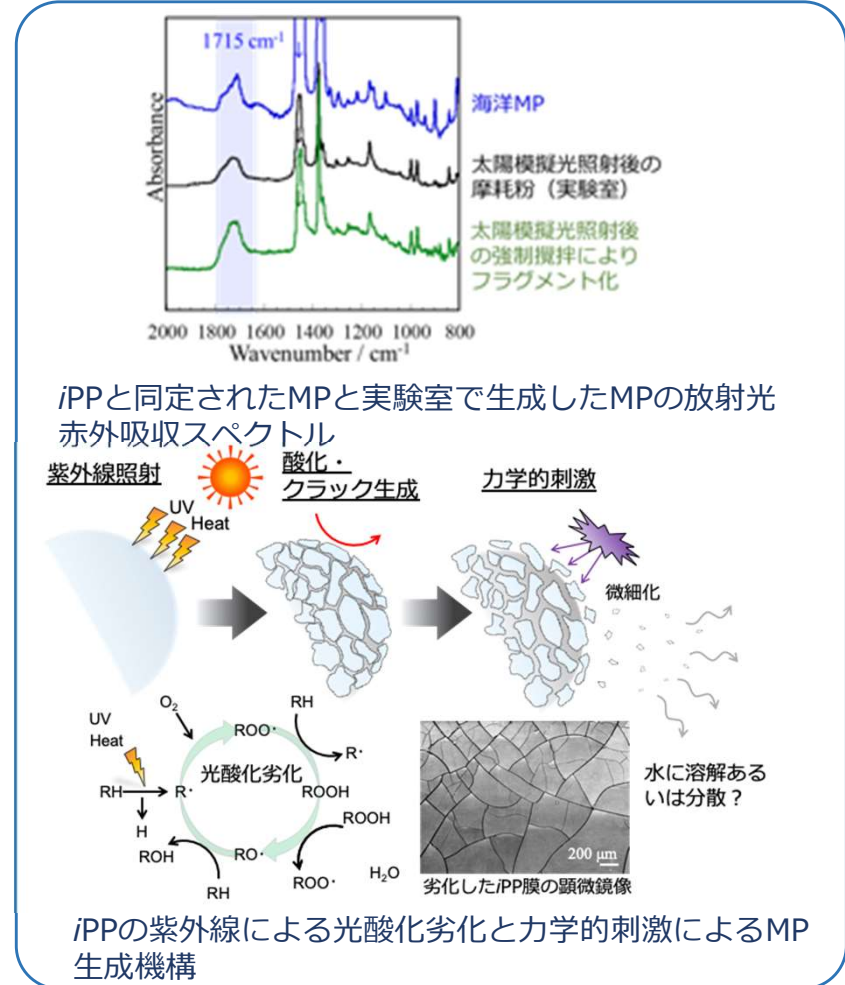 1715 cm⁻¹
Absorbance
海洋MP
太陽模擬光照射後の
摩耗粉(実験室)
太陽模擬光照射後
の強制攪拌により
フラグメント化
2000 1800 1600 1400 1200 1000 800
Wavenumber / cm⁻¹
iPPと同定されたMPと実験室で生成したMPの放射光
赤外吸収スペクトル
紫外線照射
UV
Heat
酸化・
クラック生成
力学的刺激
微細化
水に溶解ある
いは分散?
UV
Heat
O₂
RH
R·
H
ROO·
RH
R·
光酸化劣化
ROOH
ROOH
ROO·
H₂O
RO·
RH
ROH
200 μm
劣化したiPP膜の顕微鏡像
iPPの紫外線による光酸化劣化と力学的刺激によるMP
生成機構